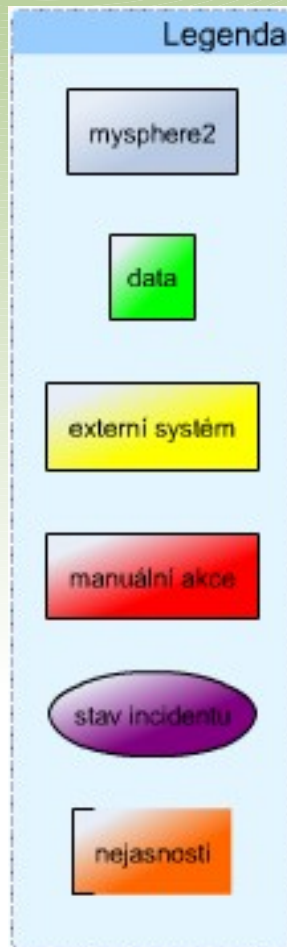 Legenda
mysphere2
data
externí systém
manuální akce
stav incidentu
nejasnosti